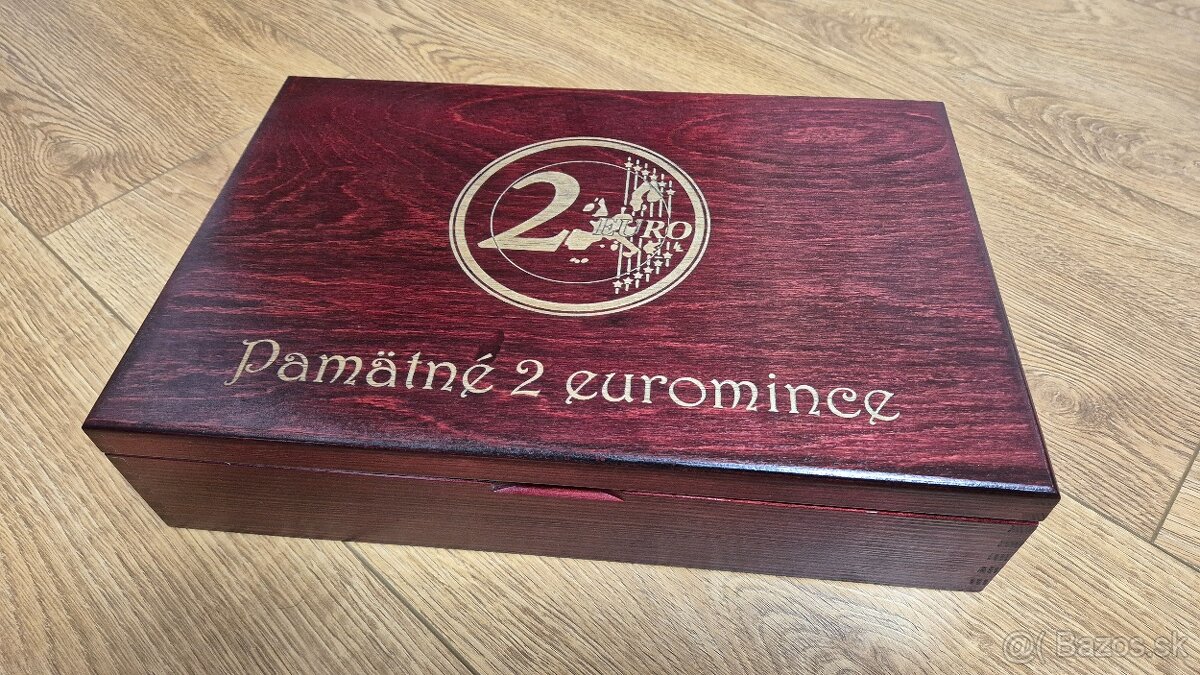 2 EURO
Pamätné 2 euromince
@( Bazos.sk